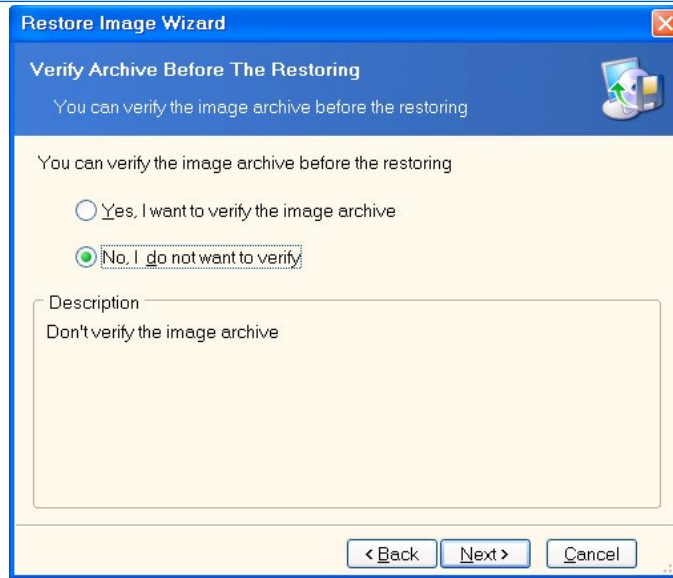 Restore Image Wizard
Verify Archive Before The Restoring
You can verify the image archive before the restoring
You can verify the image archive before the restoring
Yes, I want to verify the image archive
No, I do not want to verify
Description
Don't verify the image archive
< Back Next > Cancel